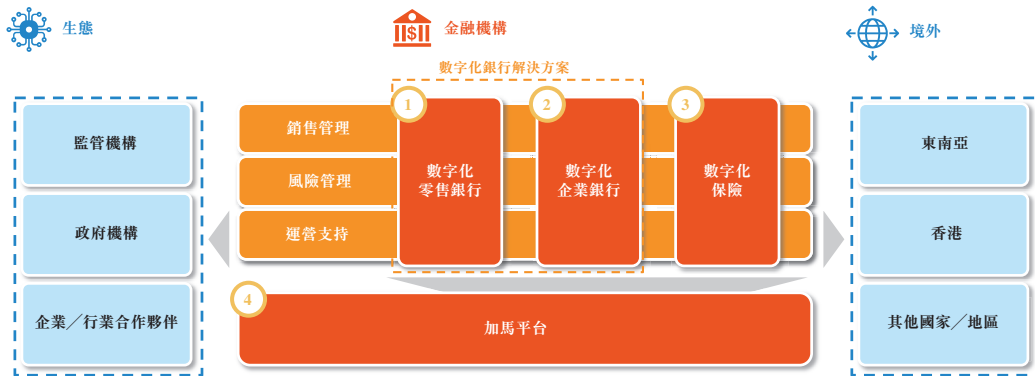 生態
金融機構
境外
數字化銀行解決方案
監管機構
政府機構
企業／行業合作夥伴
銷售管理
風險管理
運營支持
1
數字化
零售銀行
2
數字化
企業銀行
3
數字化
保險
4
加馬平台
東南亞
香港
其他國家／地區